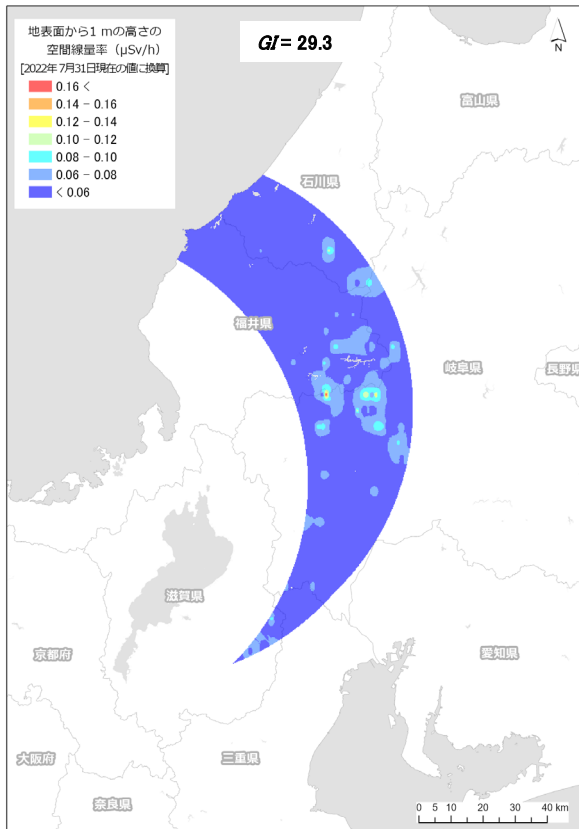 地表面から1 mの高さの
空間線量率 (μSv/h)
[2022年 7月31日現在の値に換算]
0.16 <
0.14 - 0.16
0.12 - 0.14
0.10 - 0.12
0.08 - 0.10
0.06 - 0.08
< 0.06
GI = 29.3
N
富山県
石川県
福井県
岐阜県
長野県
滋賀県
京都府
愛知県
大阪府
三重県
奈良県
0 5 10 20 30 40 km